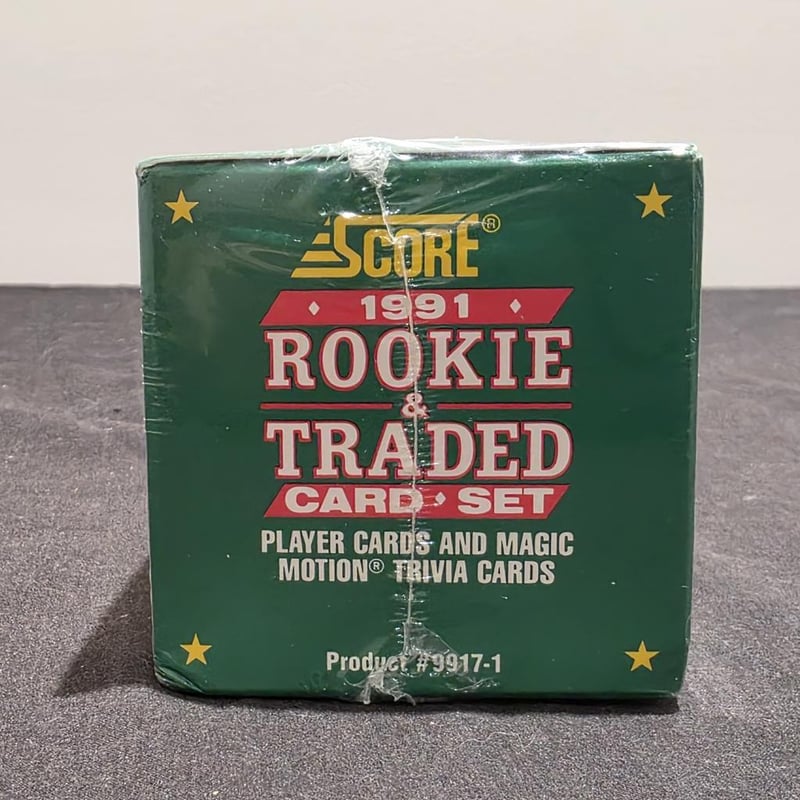 SCORE®
1991
ROOKIE
&
TRADED
CARD • SET
PLAYER CARDS AND MAGIC
MOTION® TRIVIA CARDS
Product #9917-1